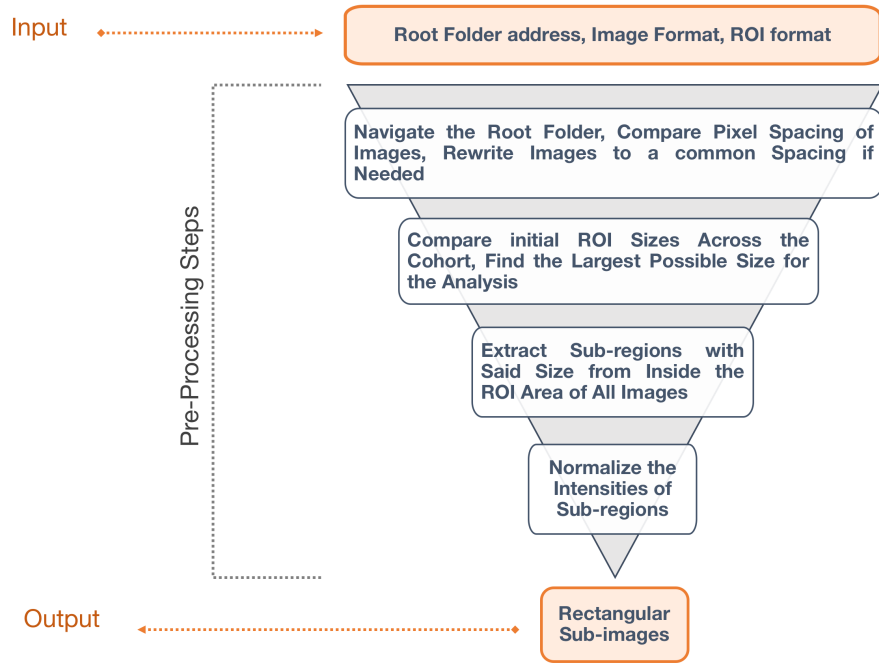 Input
Root Folder address, Image Format, ROI format
Navigate the Root Folder, Compare Pixel Spacing of
Images, Rewrite Images to a common Spacing if
Needed
Compare initial ROI Sizes Across the
Cohort, Find the Largest Possible Size for
the Analysis
Pre-Processing Steps
Extract Sub-regions with
Said Size from Inside the
ROI Area of All Images
Normalize the
Intensities of
Sub-regions
Output
Rectangular
Sub-images